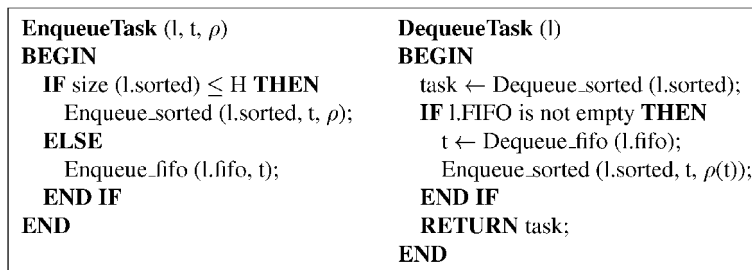 EnqueueTask (l, t, ρ)
BEGIN
IF size (l.sorted) ≤ H THEN
Enqueue_sorted (l.sorted, t, ρ);
ELSE
Enqueue_fifo (l.fifo, t);
END IF
END
DequeueTask (l)
BEGIN
task ← Dequeue_sorted (l.sorted);
IF l.FIFO is not empty THEN
t ← Dequeue_fifo (l.fifo);
Enqueue_sorted (l.sorted, t, ρ(t));
END IF
RETURN task;
END